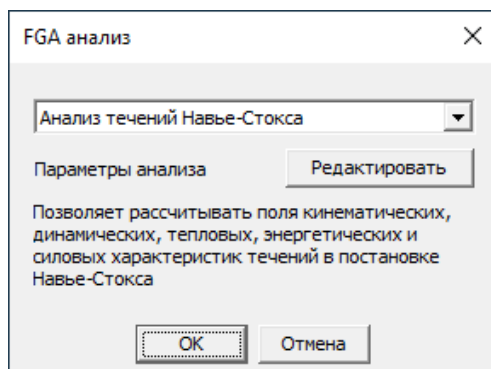 FGA анализ
Анализ течений Навье-Стокса
Параметры анализа Редактировать
Позволяет рассчитывать поля кинематических,
динамических, тепловых, энергетических и
силовых характеристик течений в постановке
Навье-Стокса
OK Отмена